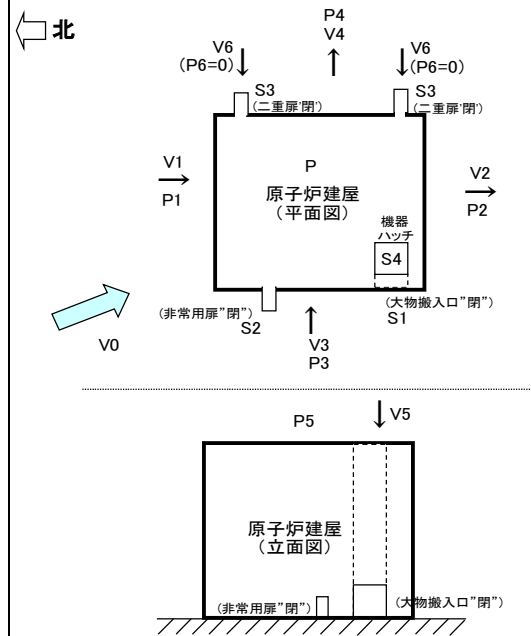 北
P4
V4
V6
(P6=0)
V6
(P6=0)
S3
(二重扉'閉')
S3
(二重扉'閉')
V1
P1
P
原子炉建屋
(平面図)
V2
P2
機器
ハッチ
S4
(非常用扉"閉")
S2
(大物搬入口"閉")
S1
V0
V3
P3
P5
V5
原子炉建屋
(立面図)
(非常用扉"閉")
(大物搬入口"閉")